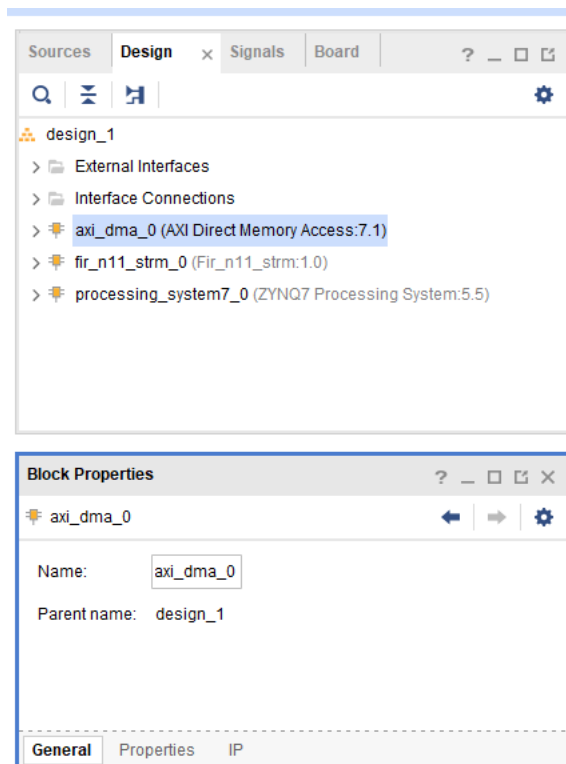 Sources Design Signals Board
design_1
External Interfaces
Interface Connections
axi_dma_0 (AXI Direct Memory Access:7.1)
fir_n11_strm_0 (Fir_n11_strm:1.0)
processing_system7_0 (ZYNQ7 Processing System:5.5)
Block Properties
axi_dma_0
Name: axi_dma_0
Parent name: design_1
General Properties IP